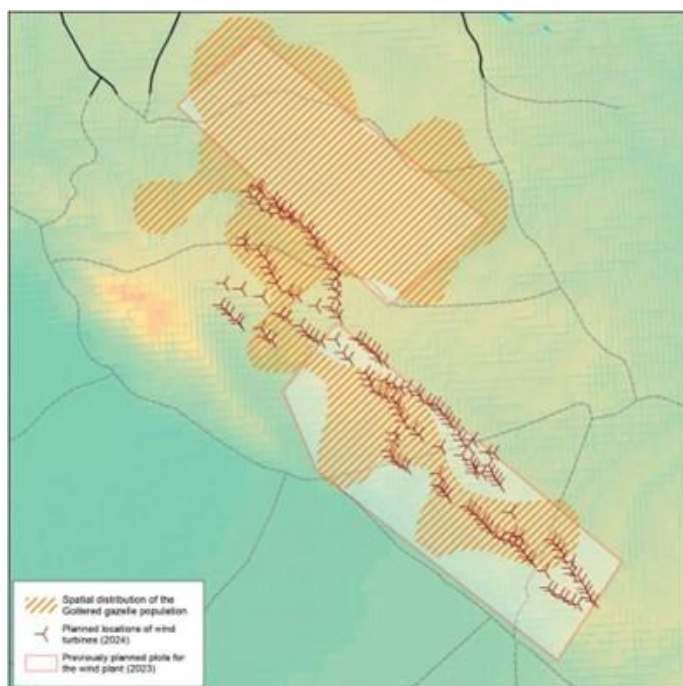 Spatial distribution of the
Goitered gazelle population
Planned locations of wind
turbines (2024)
Previously planned plots for
the wind plant (2023)